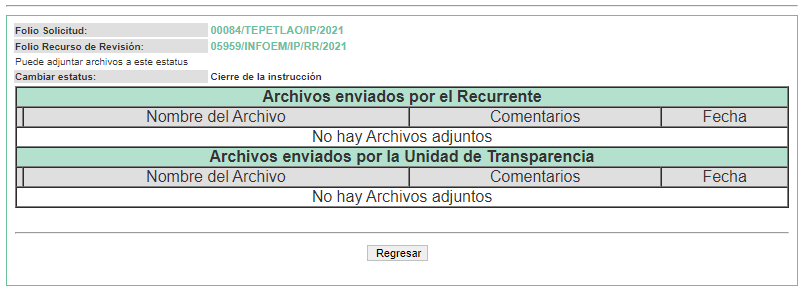 Folio Solicitud: 00084/TEPETLAO/IP/2021
Folio Recurso de Revisión: 05959/INFOEM/IP/RR/2021
Puede adjuntar archivos a este estatus
Cambiar estatus: Cierre de la instrucción
Archivos enviados por el Recurrente
Nombre del Archivo Comentarios Fecha
No hay Archivos adjuntos
Archivos enviados por la Unidad de Transparencia
Nombre del Archivo Comentarios Fecha
No hay Archivos adjuntos
Regresar